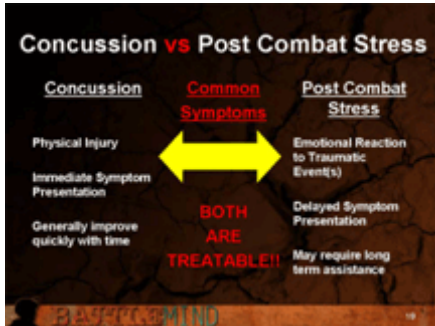 Concussion vs Post Combat Stress
Concussion
Physical Injury
Immediate Symptom
Presentation
Generally improve
quickly with time
Common
Symptoms
BOTH
ARE
TREATABLE!!
Post Combat
Stress
Emotional Reaction
to Traumatic
Event(s)
Delayed Symptom
Presentation
May require long
term assistance
BATTLEMIND